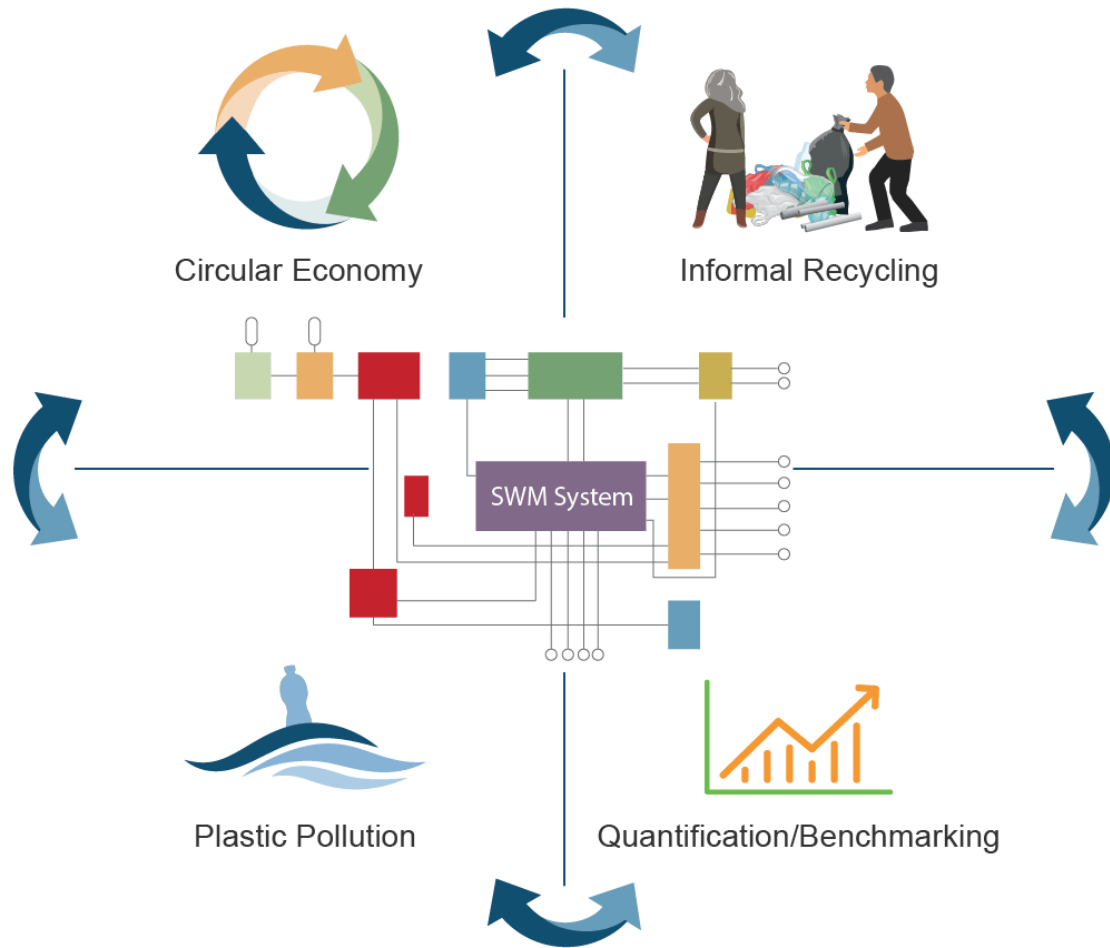 Circular Economy
Informal Recycling
SWM System
Plastic Pollution
Quantification/Benchmarking